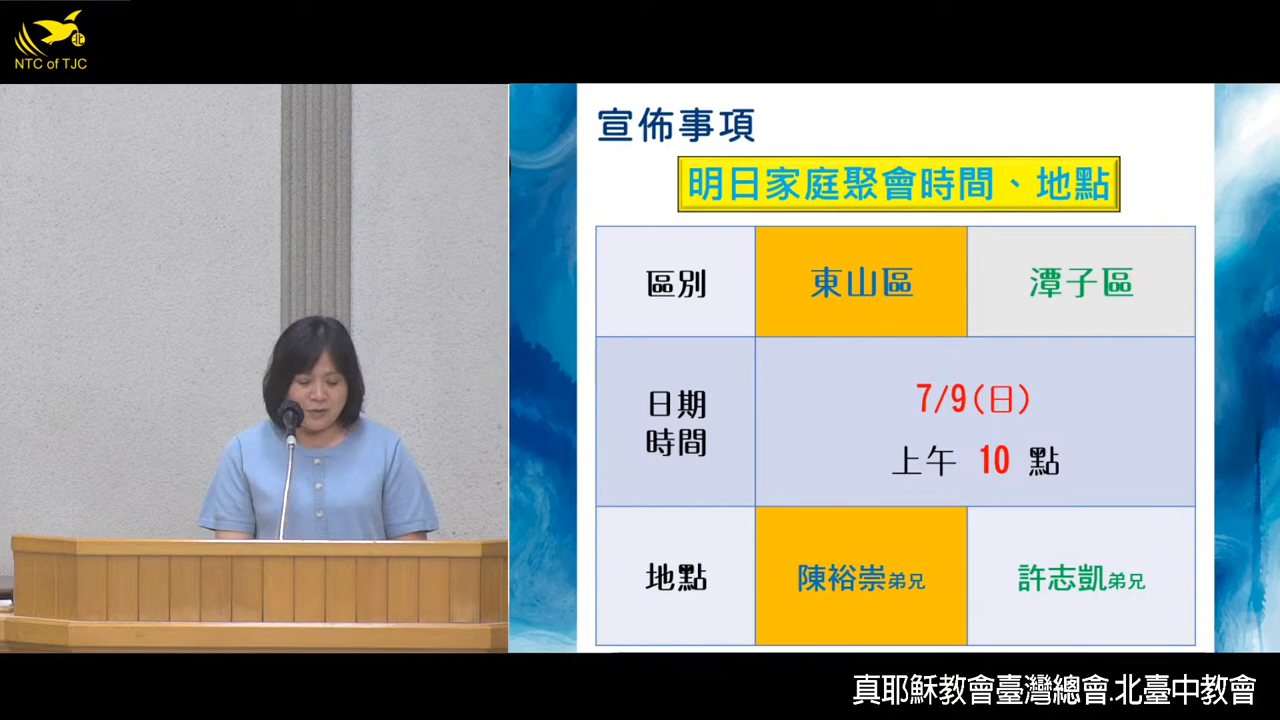 北
NTC of TJC
宣佈事項
明日家庭聚會時間、地點
區別 東山區 潭子區
日期
時間
7/9(日)
上午 10 點
地點 陳裕崇弟兄 許志凱弟兄
真耶穌教會臺灣總會.北臺中教會